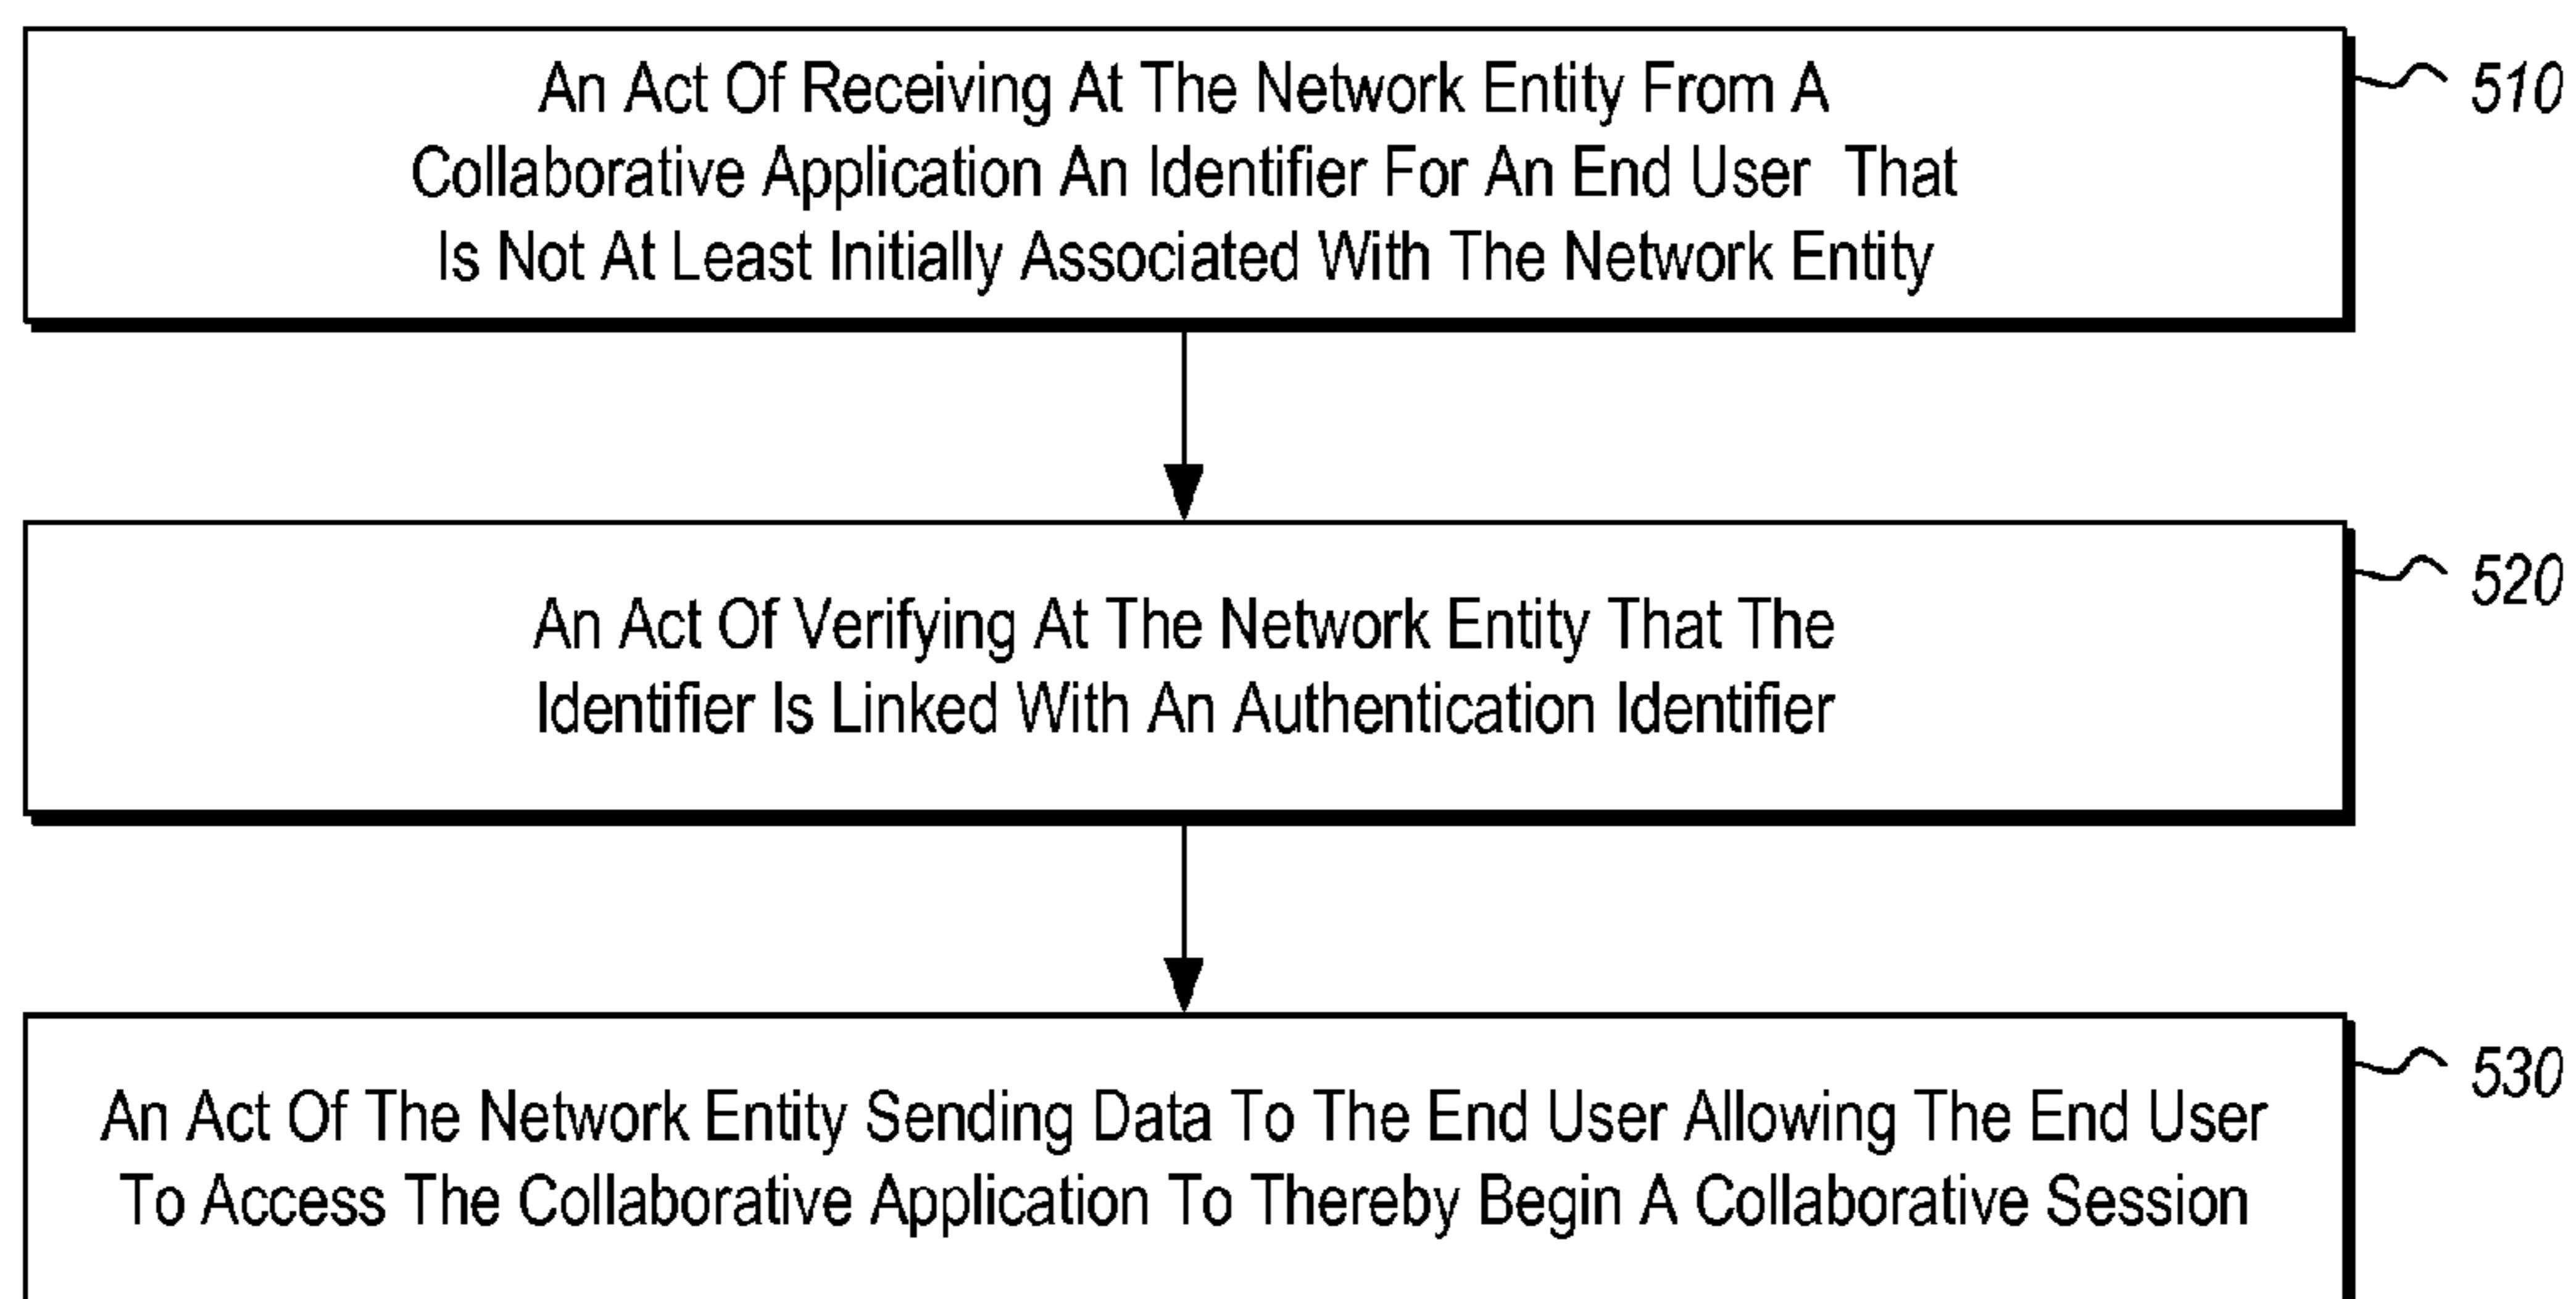 An Act Of Receiving At The Network Entity From A
Collaborative Application An Identifier For An End User That
Is Not At Least Initially Associated With The Network Entity
510
An Act Of Verifying At The Network Entity That The
Identifier Is Linked With An Authentication Identifier
520
An Act Of The Network Entity Sending Data To The End User Allowing The End User
To Access The Collaborative Application To Thereby Begin A Collaborative Session
530